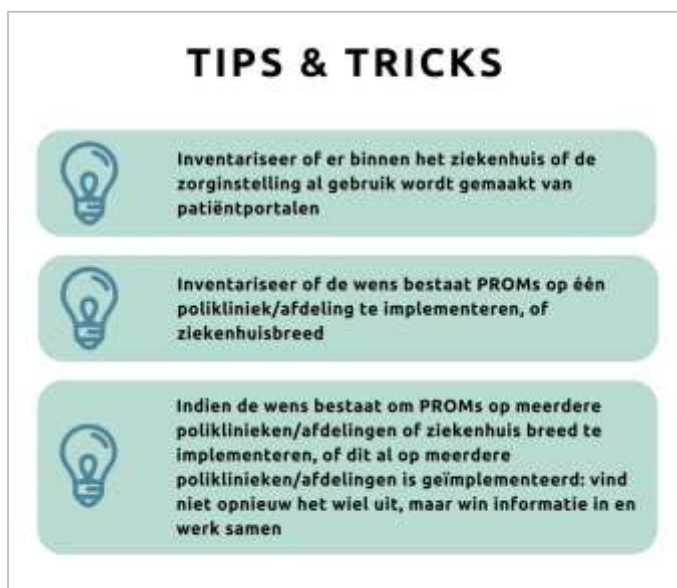 TIPS & TRICKS
Inventariseer of er binnen het ziekenhuis of de
zorginstelling al gebruik wordt gemaakt van
patiëntportalen
Inventariseer of de wens bestaat PROMs op één
polikliniek/afdeling te implementeren, of
ziekenhuisbreed
Indien de wens bestaat om PROMs op meerdere
poliklinieken/afdelingen of ziekenhuis breed te
implementeren, of dit al op meerdere
poliklinieken/afdelingen is geïmplementeerd: vind
niet opnieuw het wiel uit, maar win informatie in en
werk samen